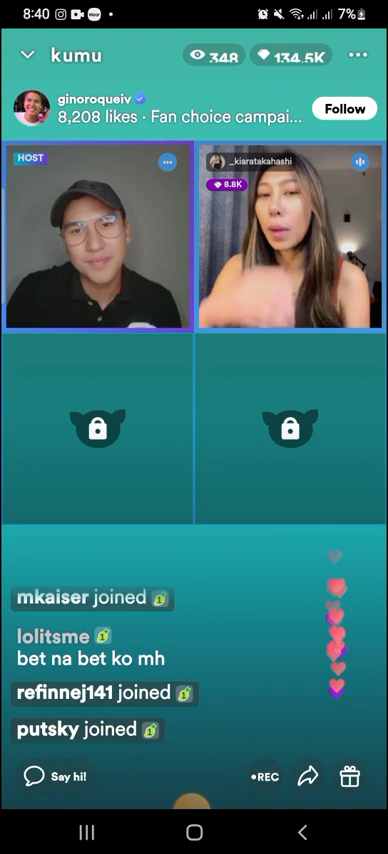 8:40
7%
kumu
348
134.5K
ginoroqueiv
8,208 likes · Fan choice campai...
Follow
HOST
_kiaratakahashi
8.8K
mkaiser joined
lolitsme
bet na bet ko mh
refinnej141 joined
putsky joined
Say hi!
•REC